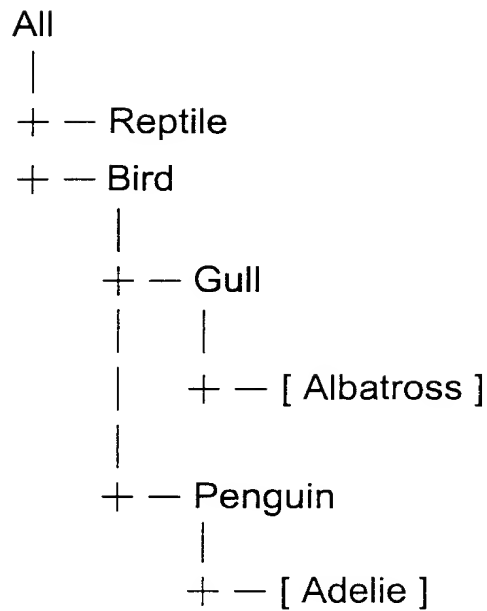 All
Reptile
Bird
Gull
[ Albatross ]
Penguin
[ Adelie ]